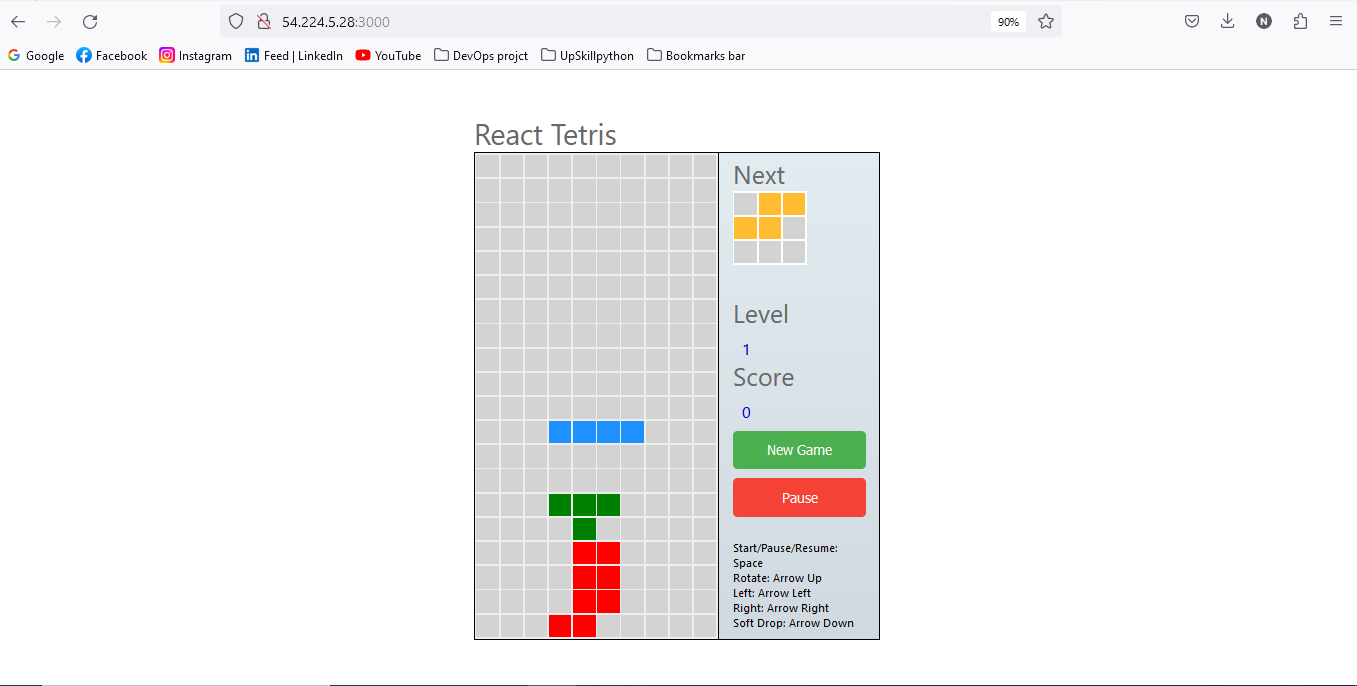 54.224.5.28:3000
90%
N
Google Facebook Instagram Feed | LinkedIn YouTube DevOps projct UpSkillpython Bookmarks bar
React Tetris
Next
Level
1
Score
0
New Game
Pause
Start/Pause/Resume:
Space
Rotate: Arrow Up
Left: Arrow Left
Right: Arrow Right
Soft Drop: Arrow Down